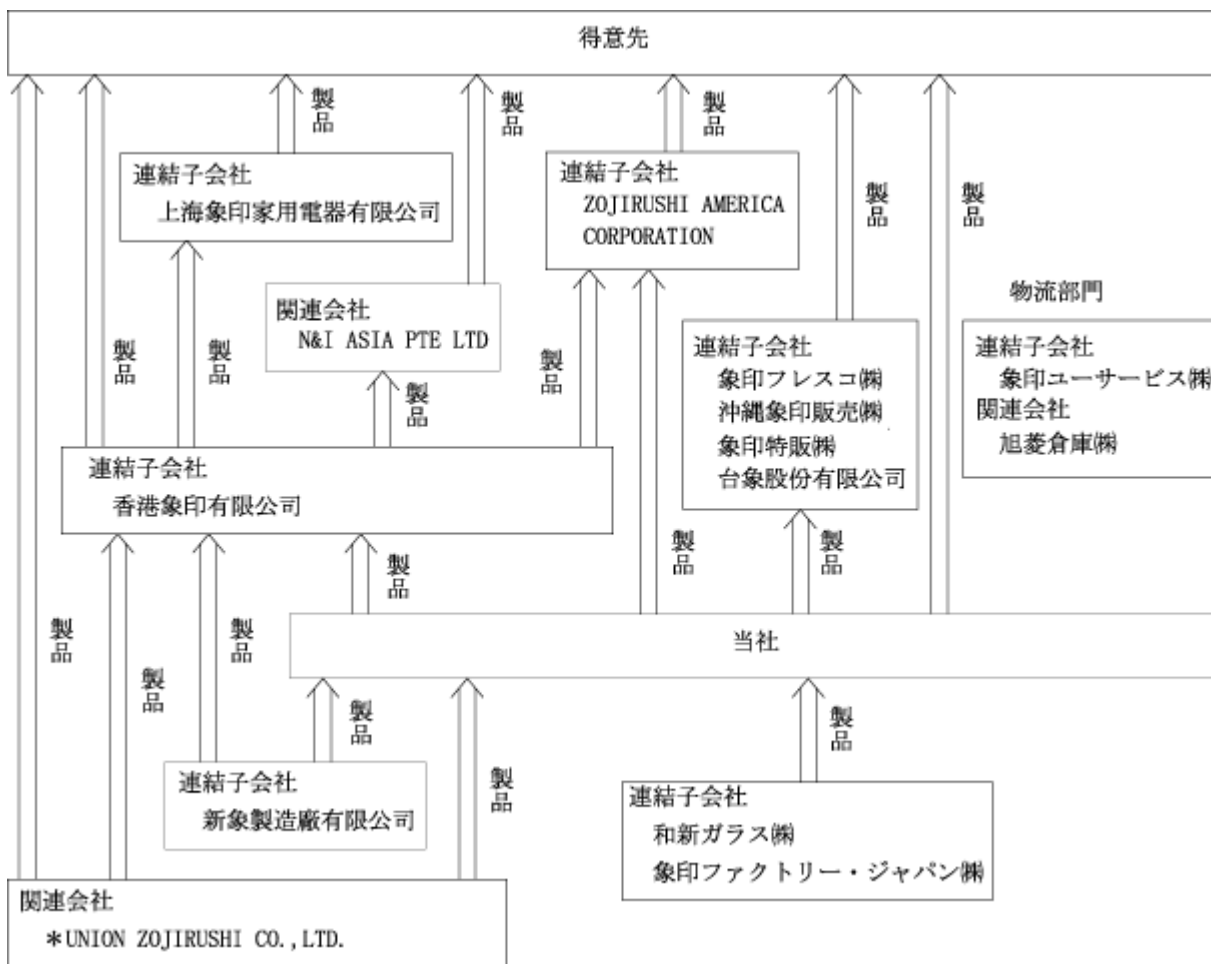 得意先
製品
製品
製品
製品
製品
連結子会社
上海象印家用電器有限公司
連結子会社
ZOJIRUSHI AMERICA
CORPORATION
物流部門
関連会社
N&I ASIA PTE LTD
連結子会社
象印フレスコ㈱
沖縄象印販売㈱
象印特販㈱
台象股份有限公司
連結子会社
象印ユーサービス㈱
関連会社
旭菱倉庫㈱
製品
製品
製品
製品
連結子会社
香港象印有限公司
製品
製品
製品
製品
製品
製品
当社
製品
製品
製品
製品
連結子会社
新象製造廠有限公司
連結子会社
和新ガラス㈱
象印ファクトリー・ジャパン㈱
関連会社
*UNION ZOJIRUSHI CO.,LTD.